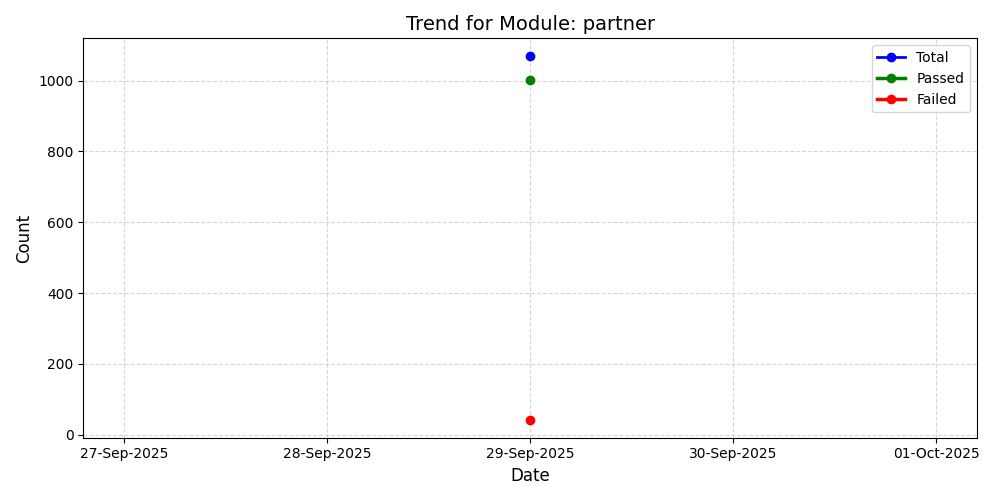 Trend for Module: partner
Total
Passed
Failed
Count
1000
800
600
400
200
0
27-Sep-2025 28-Sep-2025 29-Sep-2025 30-Sep-2025 01-Oct-2025
Date